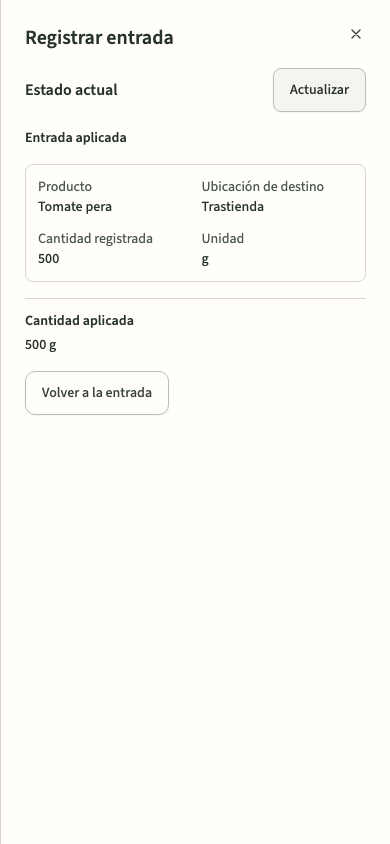 Registrar entrada
Estado actual
Actualizar
Entrada aplicada
Producto
Tomate pera
Ubicación de destino
Trastienda
Cantidad registrada
500
Unidad
g
Cantidad aplicada
500 g
Volver a la entrada